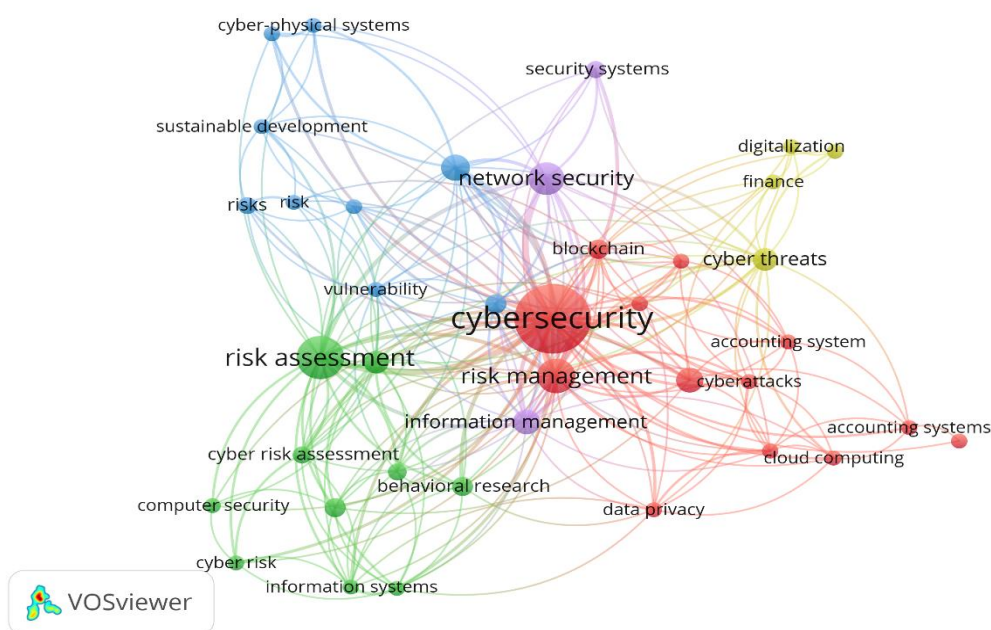 cyber-physical systems
security systems
sustainable development
digitalization
network security
finance
risks
risk
blockchain
cyber threats
vulnerability
cybersecurity
accounting system
risk assessment
risk management
cyberattacks
information management
accounting systems
cyber risk assessment
cloud computing
behavioral research
computer security
data privacy
cyber risk
information systems
VOSviewer